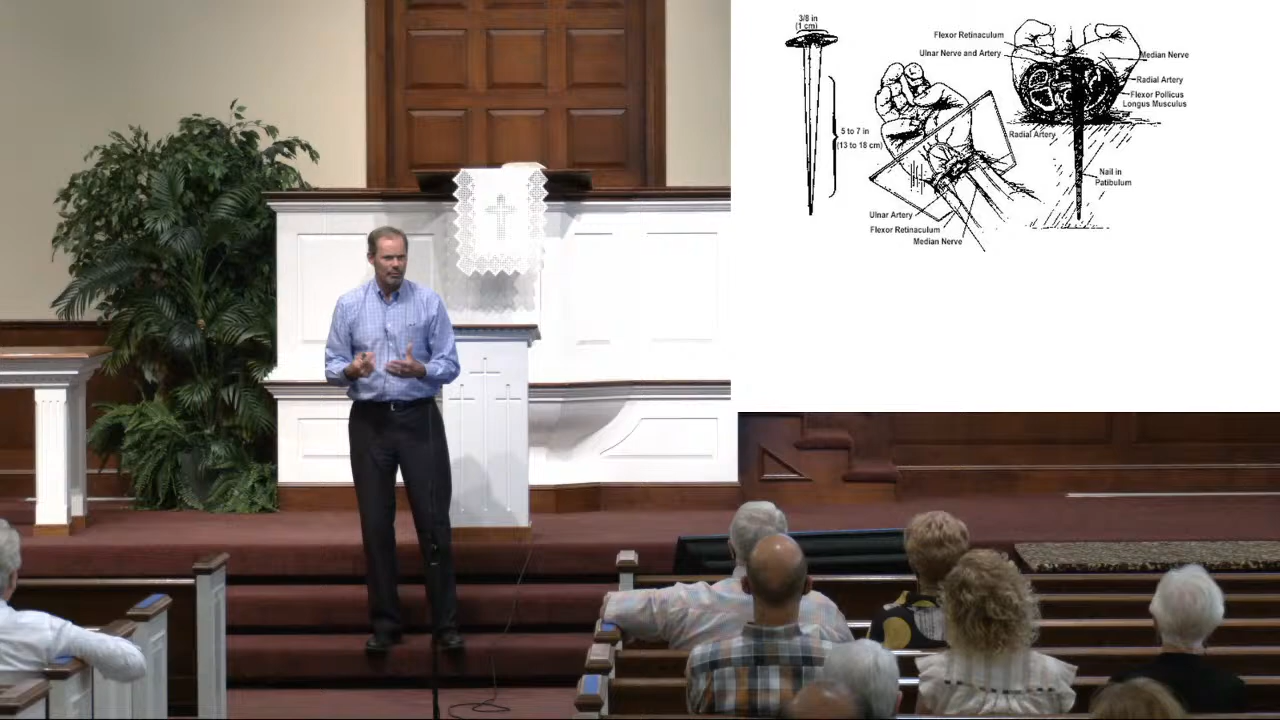 3/8 in
(1 cm)
5 to 7 in
(13 to 18 cm)
Flexor Retinaculum
Ulnar Nerve and Artery
Ulnar Artery
Flexor Retinaculum
Median Nerve
Median Nerve
Radial Artery
Flexor Pollicus
Longus Musculus
Radial Artery
Nail in
Patibulum